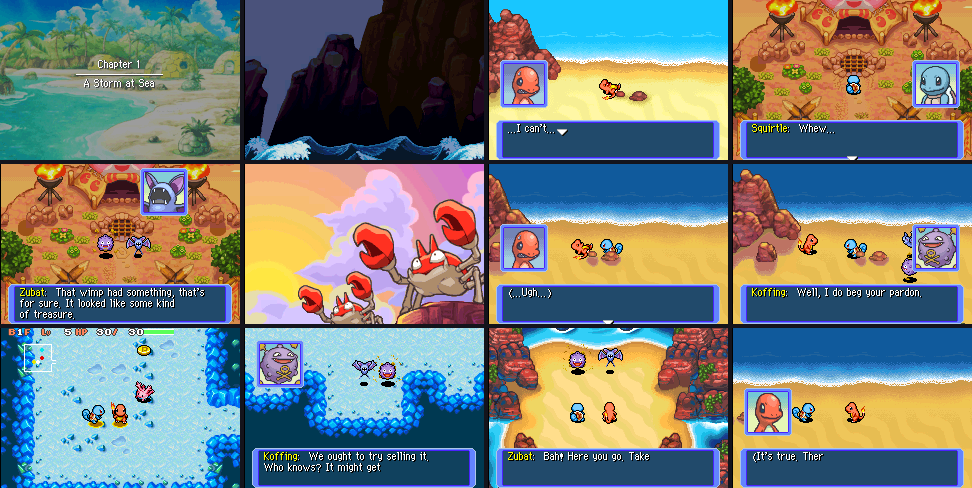 Chapter 1
A Storm at Sea
...I can't...
Squirtle: Whew...
Zubat: That wimp had something, that's
for sure. It looked like some kind
of treasure.
(...Ugh...)
Koffing: Well, I do beg your pardon.
B1F Lv 5 HP 30/ 30
Koffing: We ought to try selling it.
Who knows? It might get
Zubat: Bah! Here you go. Take
(It's true. Ther